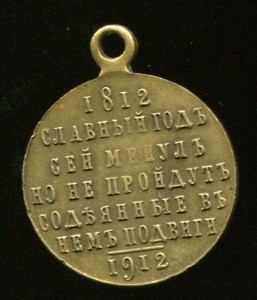 1812
СЛАВНЫЙ ГОДЪ
СЕЙ МИНУЛЪ
НО НЕ ПРОЙДУТЪ
СОДѢЯННЫЕ ВЪ
НЕМЪ ПОДВИГИ
1912